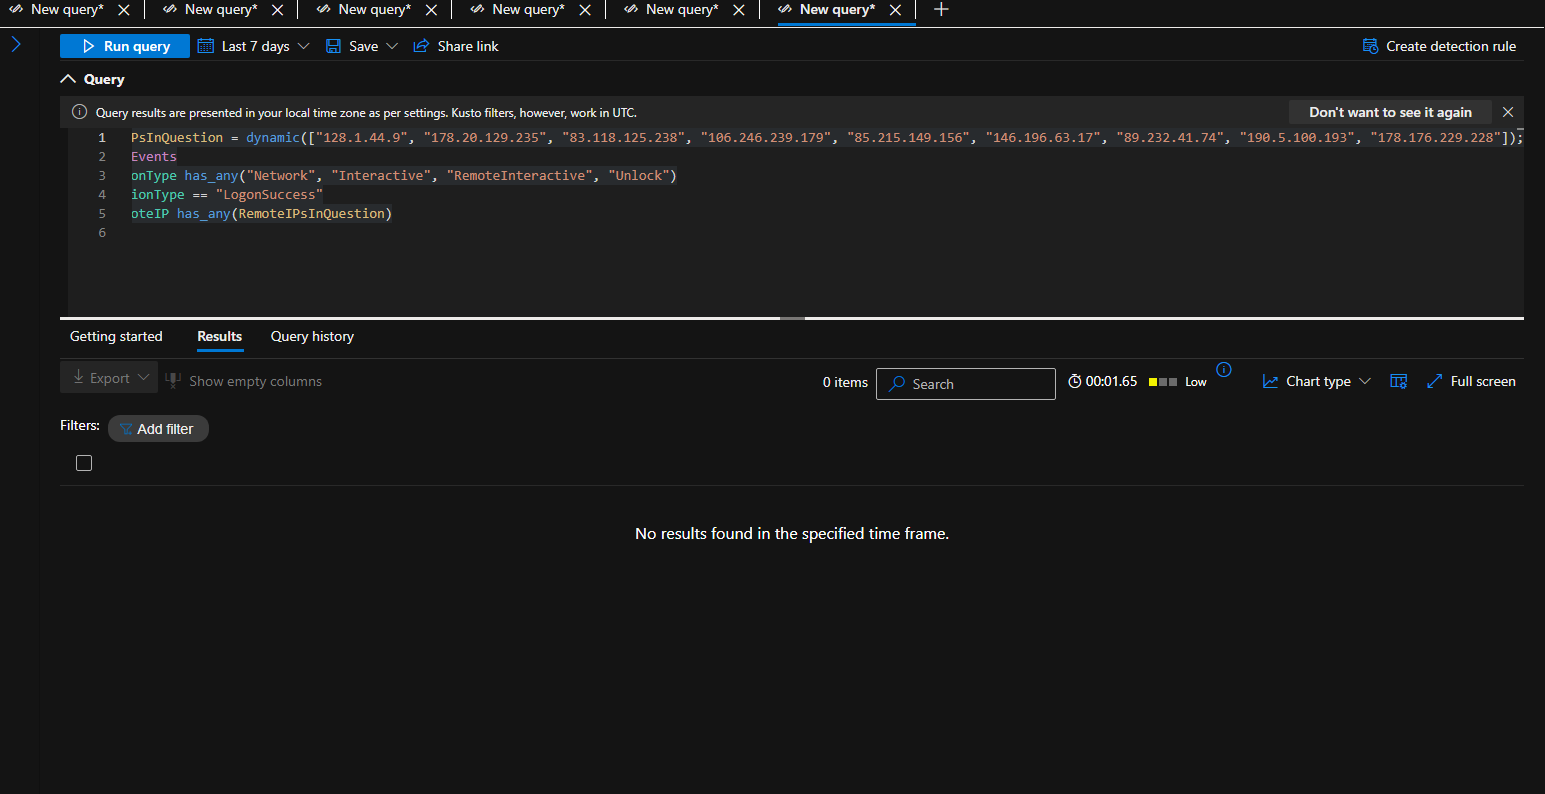 New query* New query* New query* New query* New query* New query*
Run query Last 7 days Save Share link Create detection rule
Query
Query results are presented in your local time zone as per settings. Kusto filters, however, work in UTC. Don't want to see it again
1 PsInQuestion = dynamic(["128.1.44.9", "178.20.129.235", "83.118.125.238", "106.246.239.179", "85.215.149.156", "146.196.63.17", "89.232.41.74", "190.5.100.193", "178.176.229.228"]);
2 Events
3 onType has_any("Network", "Interactive", "RemoteInteractive", "Unlock")
4 ionType == "LogonSuccess"
5 oteIP has_any(RemoteIPsInQuestion)
6
Getting started Results Query history
Export Show empty columns 0 items Search 00:01.65 Low Chart type Full screen
Filters: Add filter
No results found in the specified time frame.